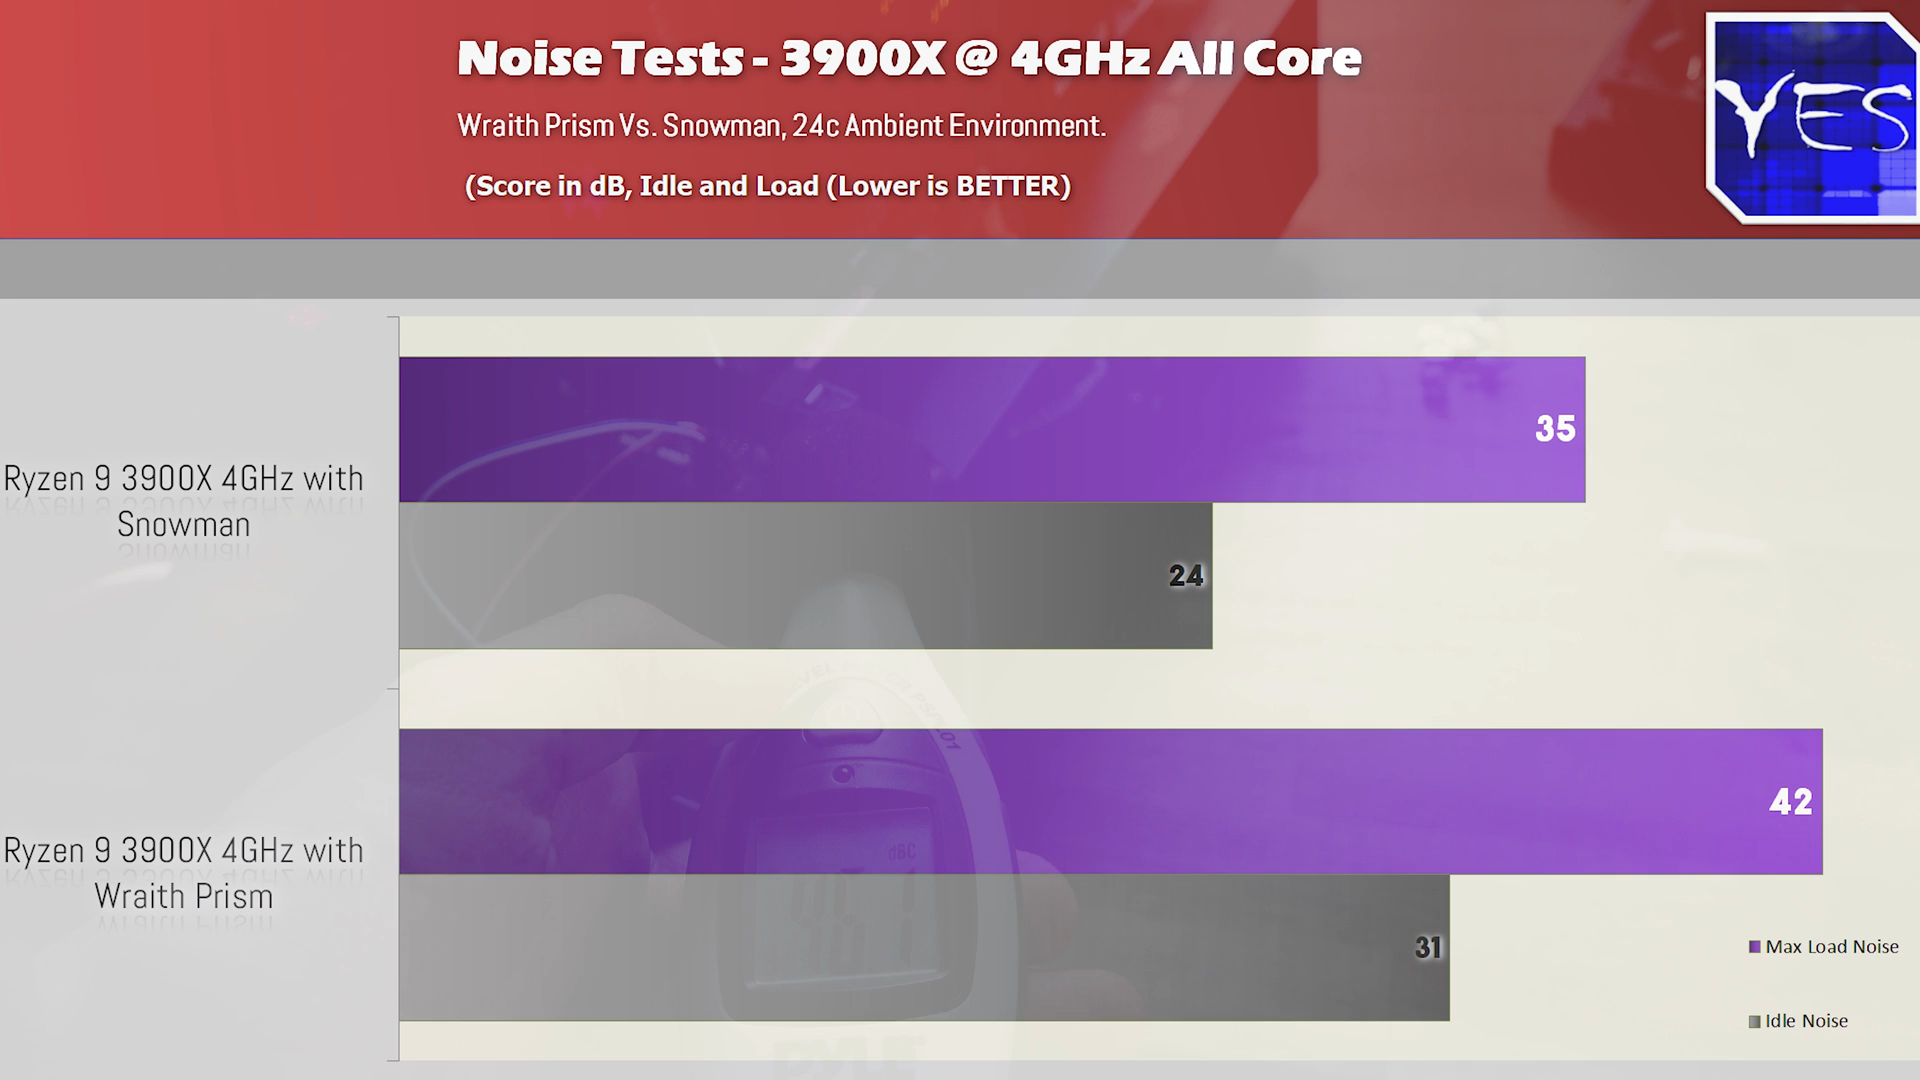 Noise Tests - 3900X @ 4GHz All Core
Wraith Prism Vs. Snowman, 24c Ambient Environment.
(Score in dB, Idle and Load (Lower is BETTER)
YES
35
Ryzen 9 3900X 4GHz with
Snowman
24
42
Ryzen 9 3900X 4GHz with
Wraith Prism
31
Max Load Noise
Idle Noise
dBC
PYLE